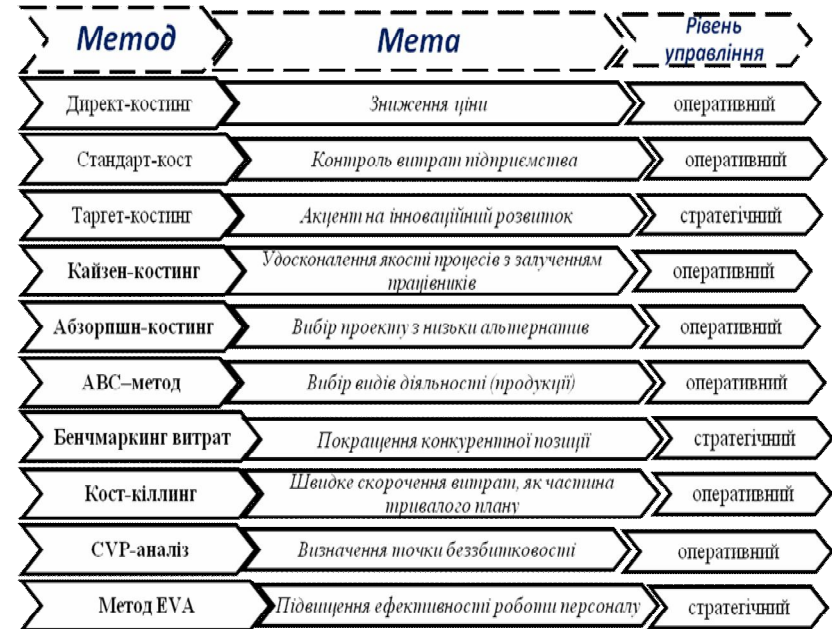 Метод Мета Рівень
управління
Директ-костинг Зниження ціни оперативний
Стандарт-кост Контроль витрат підприємства оперативний
Таргет-костинг Акцент на інноваційний розвиток стратегічний
Кайзен-костинг Удосконалення якості процесів з залученням
працівників оперативний
Абзорпшн-костинг Вибір проекту з низьки альтернатив оперативний
АВС–метод Вибір видів діяльності (продукції) оперативний
Бенчмаркинг витрат Покращення конкурентної позиції стратегічний
Кост-кіллинг Швидке скорочення витрат, як частина
тривалого плану оперативний
CVP-аналіз Визначення точки беззбитковості оперативний
Метод EVA Підвищення ефективності роботи персоналу стратегічний